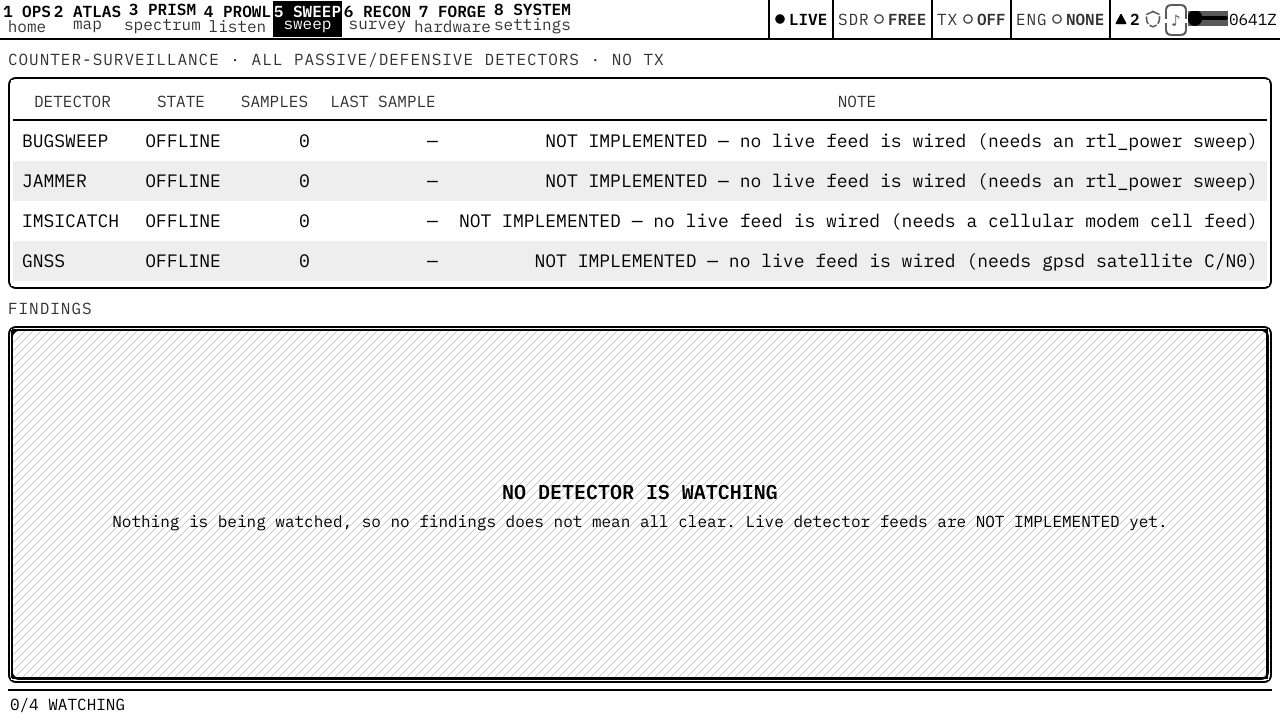 1 OPS 2 ATLAS 3 PRISM 4 PROWL 5 SWEEP 6 RECON 7 FORGE 8 SYSTEM
home map spectrum listen sweep survey hardware settings
● LIVE SDR ○ FREE TX ○ OFF ENG ○ NONE ▲ 2 ♪ 0641Z
COUNTER-SURVEILLANCE · ALL PASSIVE/DEFENSIVE DETECTORS · NO TX
DETECTOR STATE SAMPLES LAST SAMPLE NOTE
BUGSWEEP OFFLINE 0 — NOT IMPLEMENTED — no live feed is wired (needs an rtl_power sweep)
JAMMER OFFLINE 0 — NOT IMPLEMENTED — no live feed is wired (needs an rtl_power sweep)
IMSICATCH OFFLINE 0 — NOT IMPLEMENTED — no live feed is wired (needs a cellular modem cell feed)
GNSS OFFLINE 0 — NOT IMPLEMENTED — no live feed is wired (needs gpsd satellite C/N0)
FINDINGS
NO DETECTOR IS WATCHING
Nothing is being watched, so no findings does not mean all clear. Live detector feeds are NOT IMPLEMENTED yet.
0/4 WATCHING